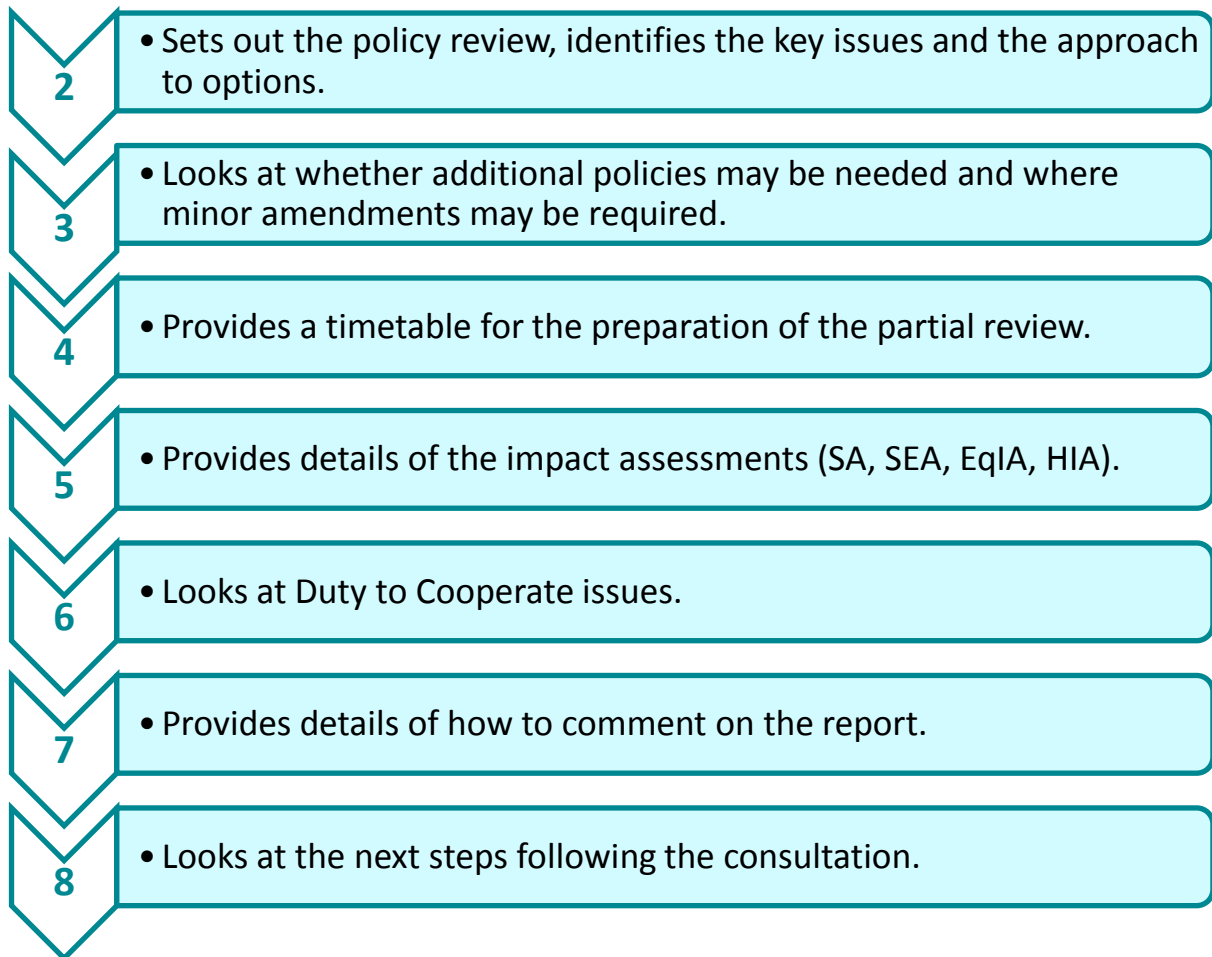 2
• Sets out the policy review, identifies the key issues and the approach
to options.
3
• Looks at whether additional policies may be needed and where
minor amendments may be required.
4
• Provides a timetable for the preparation of the partial review.
5
• Provides details of the impact assessments (SA, SEA, EqIA, HIA).
6
• Looks at Duty to Cooperate issues.
7
• Provides details of how to comment on the report.
8
• Looks at the next steps following the consultation.